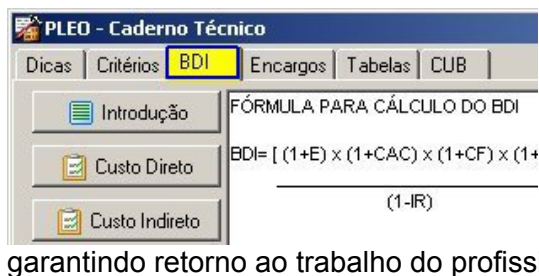 PLEO - Caderno Técnico
Dicas Critérios BDI Encargos Tabelas CUB
Introdução
FÓRMULA PARA CÁLCULO DO BDI
Custo Direto
BDI= [ (1+E) x (1+CAC) x (1+CF) x (1+
(1-IR)
Custo Indireto
garantindo retorno ao trabalho do profiss